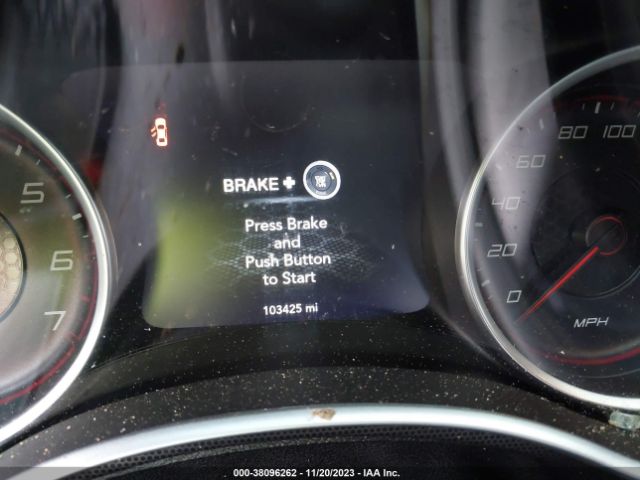 BRAKE +
Press Brake
and
Push Button
to Start
103425 mi
5
6
7
0
20
40
60
80
100
MPH
000-38096262 - 11/20/2023 - IAA Inc.